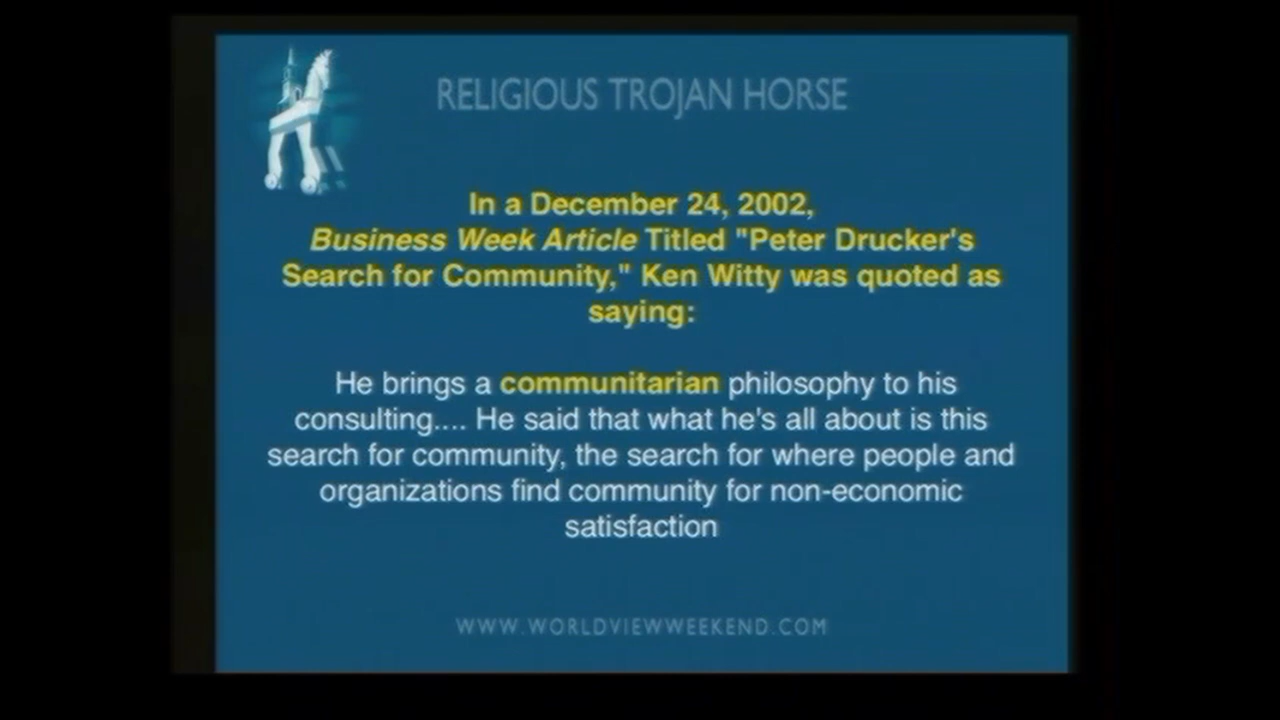 RELIGIOUS TROJAN HORSE
In a December 24, 2002,
Business Week Article Titled "Peter Drucker's
Search for Community," Ken Witty was quoted as
saying:
He brings a communitarian philosophy to his
consulting.... He said that what he's all about is this
search for community, the search for where people and
organizations find community for non-economic
satisfaction
WWW.WORLDVIEWWEEKEND.COM